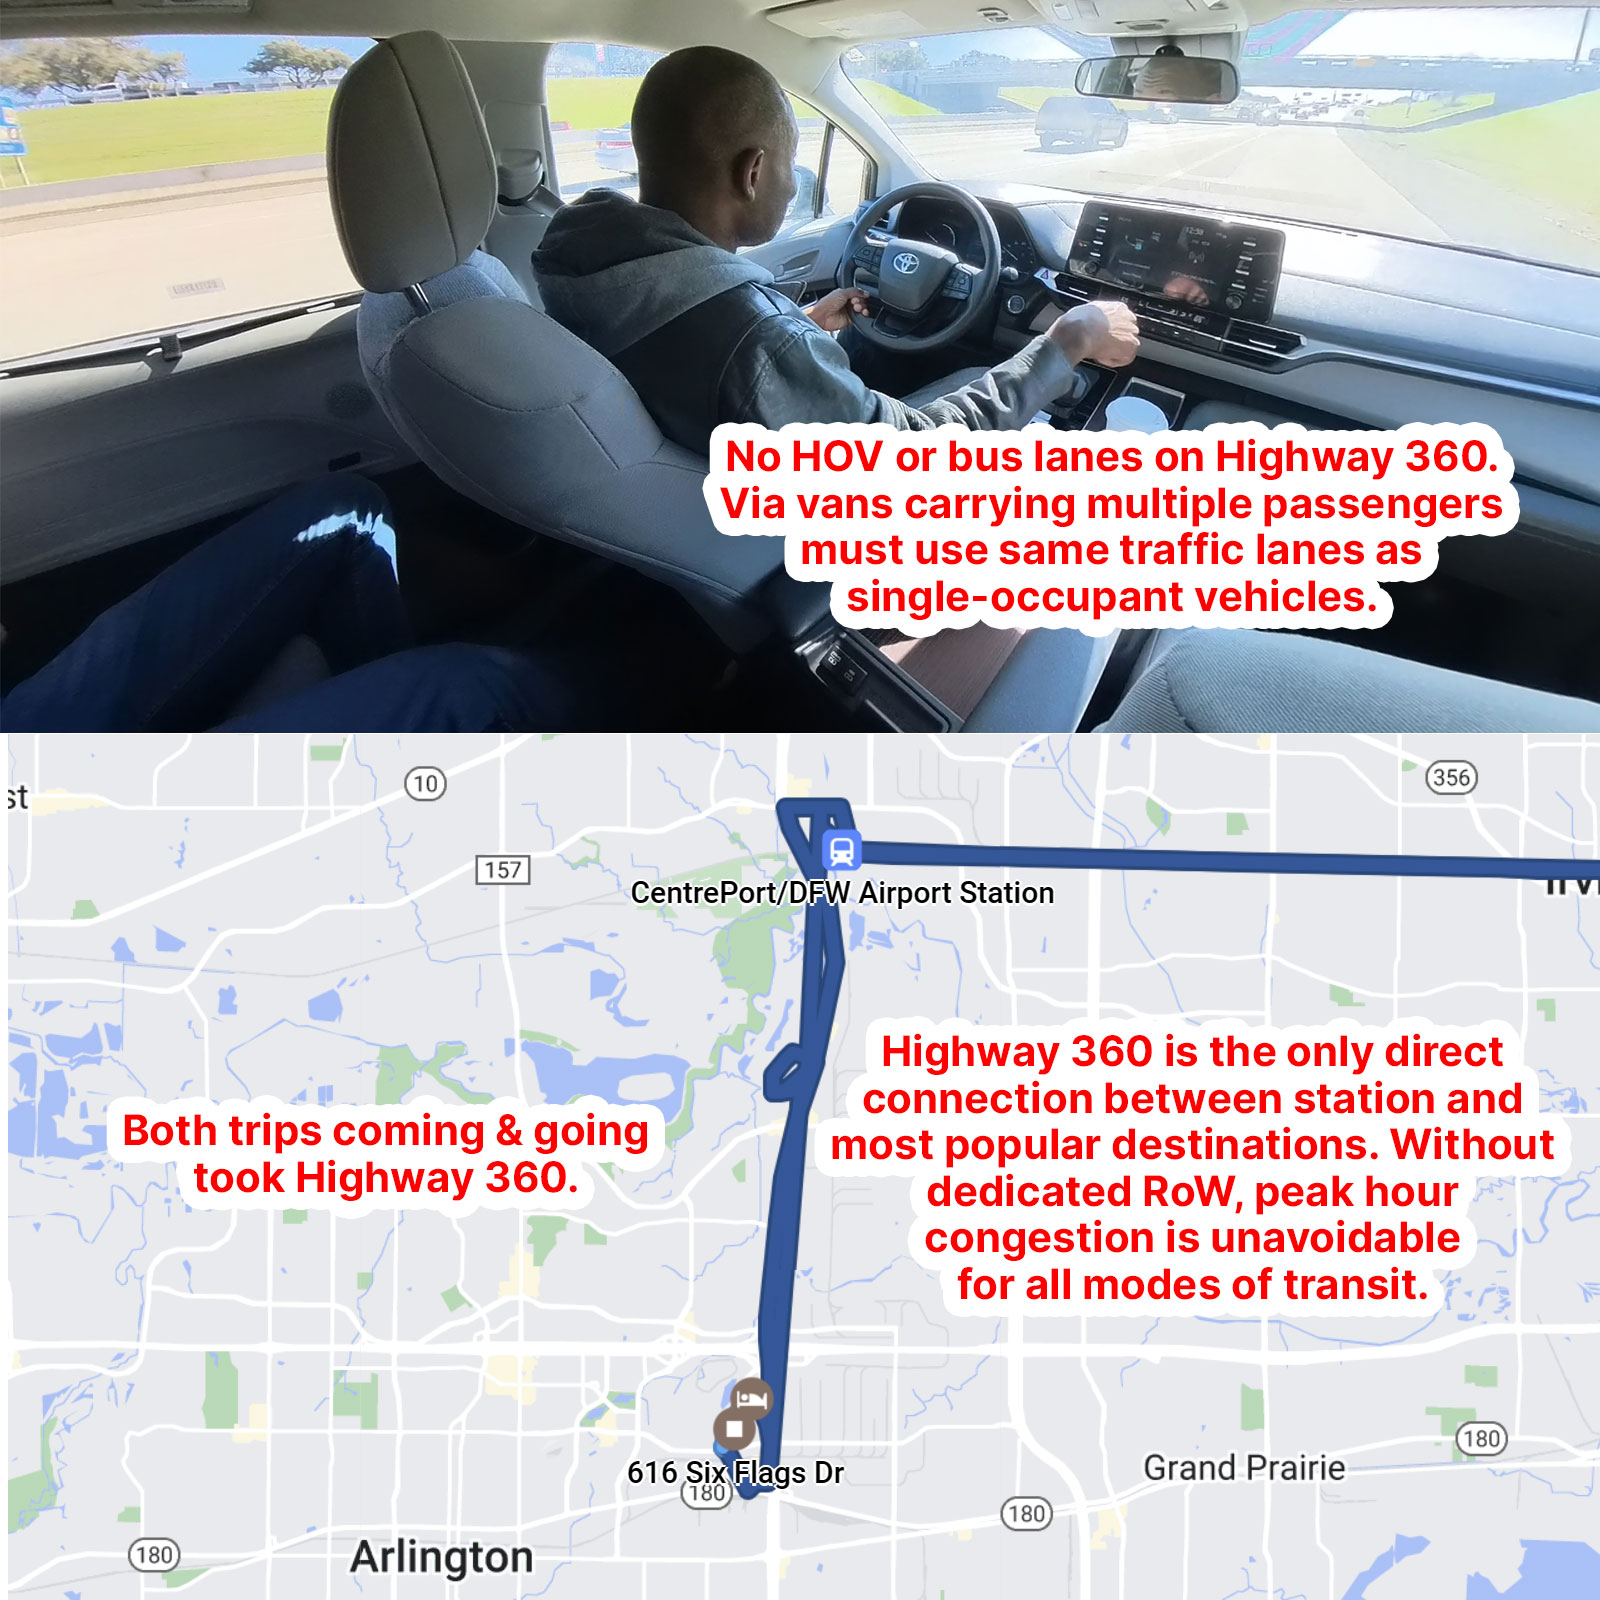 No HOV or bus lanes on Highway 360.
Via vans carrying multiple passengers
must use same traffic lanes as
single-occupant vehicles.
st
10
356
157
CentrePort/DFW Airport Station
Highway 360 is the only direct
connection between station and
most popular destinations. Without
dedicated RoW, peak hour
congestion is unavoidable
for all modes of transit.
Both trips coming & going
took Highway 360.
616 Six Flags Dr
180
Grand Prairie
180
180
180
Arlington